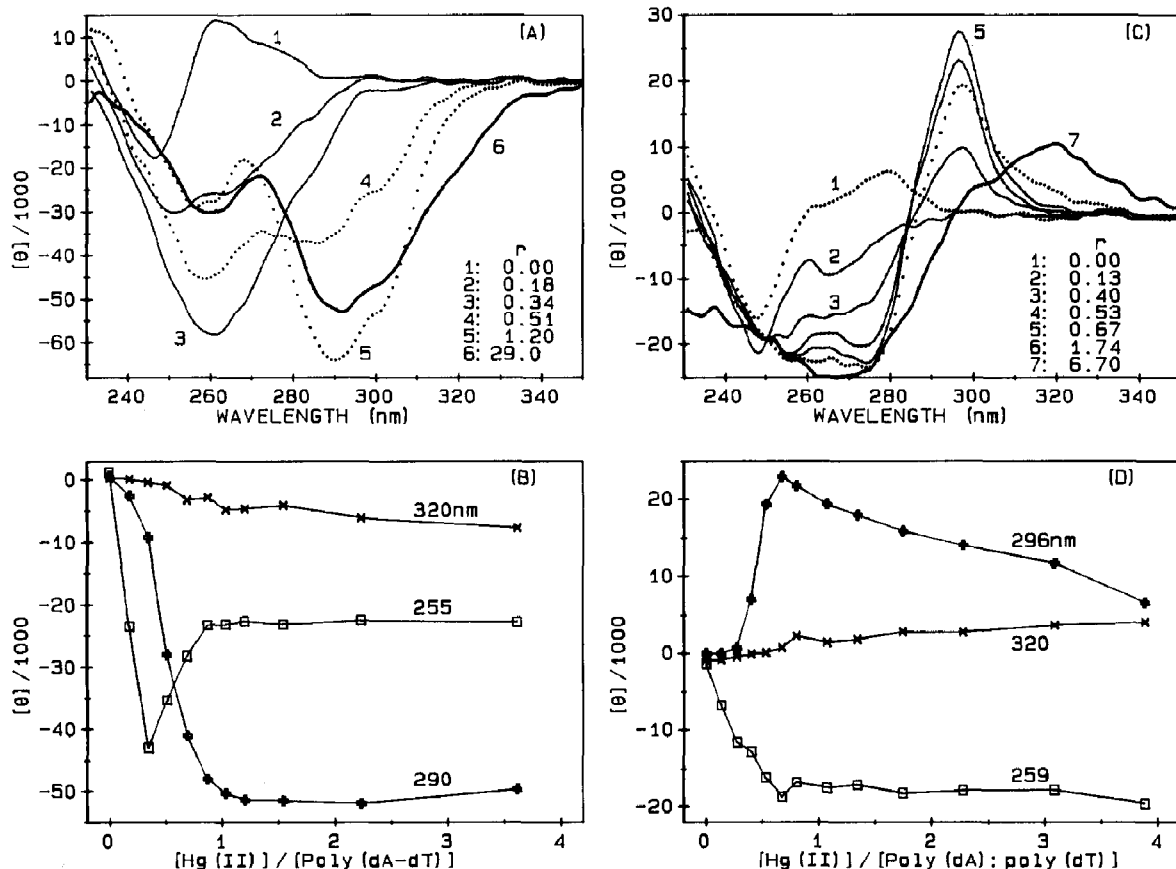 (A)
10
0
-10
-20
-30
-40
-50
-60
[θ]/1000
1
2
3
4
5
6
r
1: 0.00
2: 0.18
3: 0.34
4: 0.51
5: 1.20
6: 29.0
240 260 280 300 320 340
WAVELENGTH (nm)
(C)
30
20
10
0
-10
-20
[θ]/1000
1
2
3
5
7
r
1: 0.00
2: 0.13
3: 0.40
4: 0.53
5: 0.67
6: 1.74
7: 6.70
240 260 280 300 320 340
WAVELENGTH (nm)
(B)
0
-10
-20
-30
-40
-50
[θ]/1000
320nm
255
290
0 1 2 3 4
[Hg(II)]/[Poly(dA-dT)]
(D)
20
10
0
-10
-20
[θ]/1000
296nm
320
259
0 1 2 3 4
[Hg(II)]/[Poly(dA):poly(dT)]